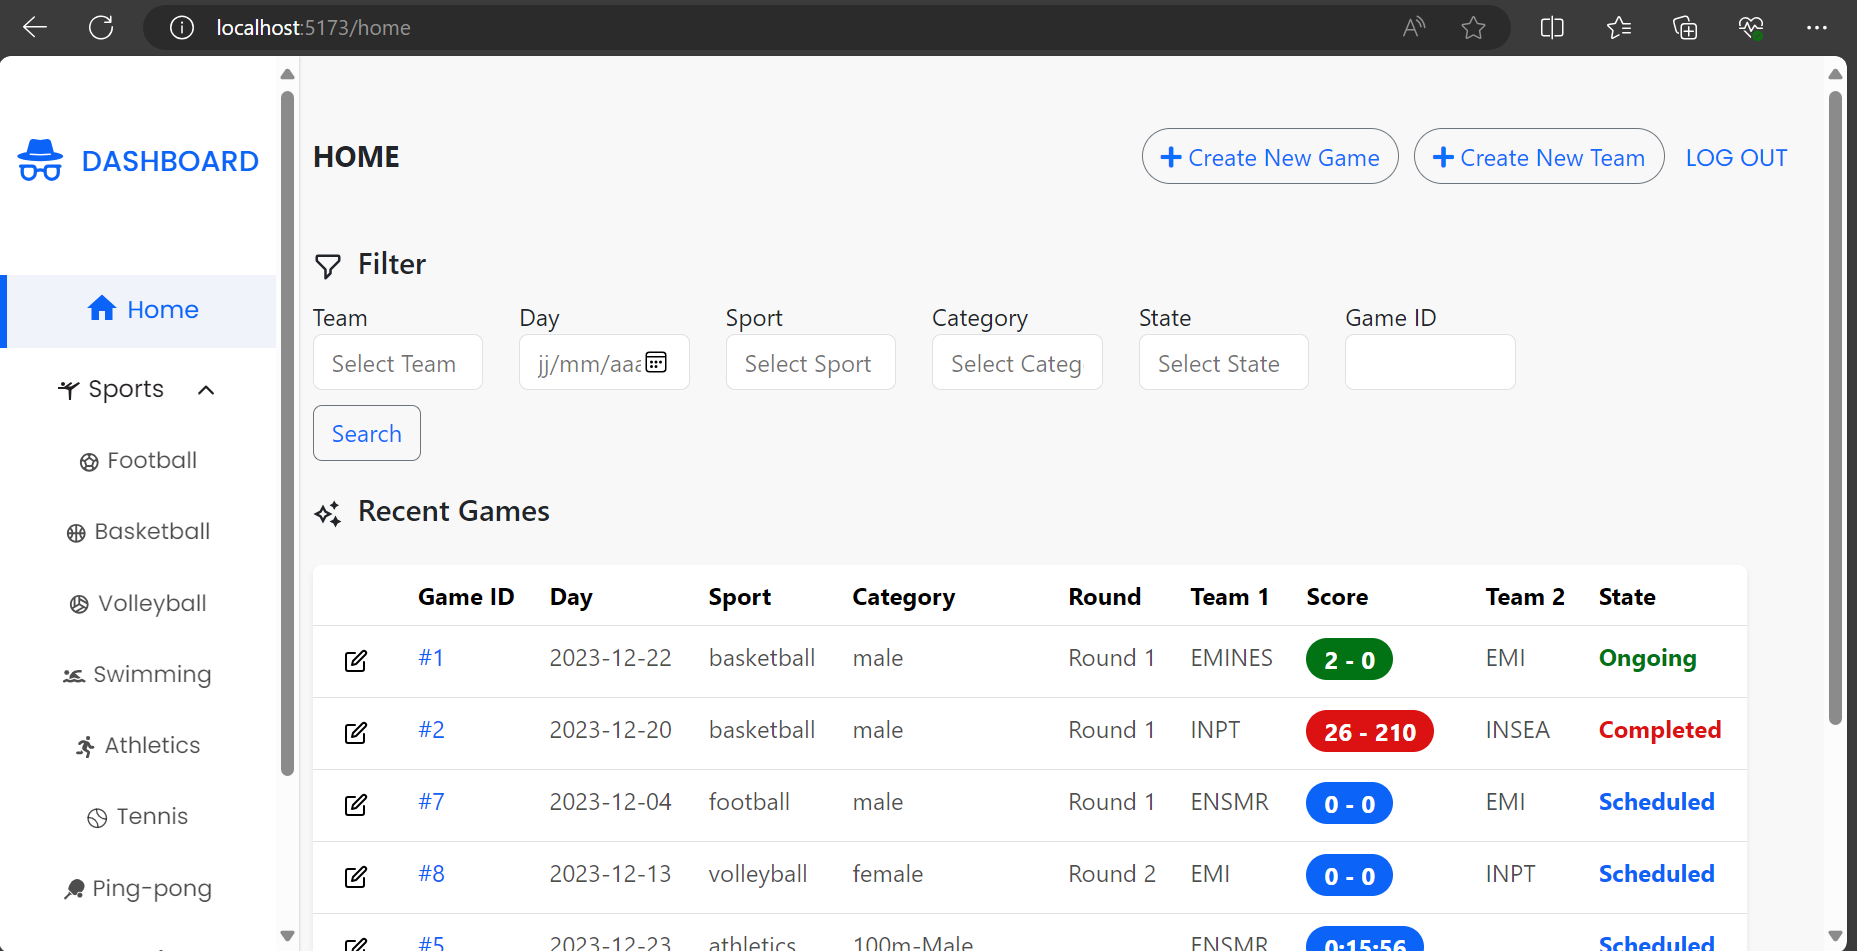 localhost:5173/home
DASHBOARD
HOME
Create New Game
Create New Team
LOG OUT
Home
Sports
Football
Basketball
Volleyball
Swimming
Athletics
Tennis
Ping-pong
Filter
Team Day Sport Category State Game ID
Select Team jj/mm/aaa Select Sport Select Categ Select State
Search
Recent Games
Game ID Day Sport Category Round Team 1 Score Team 2 State
#1 2023-12-22 basketball male Round 1 EMINES 2 - 0 EMI Ongoing
#2 2023-12-20 basketball male Round 1 INPT 26 - 210 INSEA Completed
#7 2023-12-04 football male Round 1 ENSMR 0 - 0 EMI Scheduled
#8 2023-12-13 volleyball female Round 2 EMI 0 - 0 INPT Scheduled
#5 2023-12-23 athletics 100m-Male ENSMR 0:15:56 Scheduled